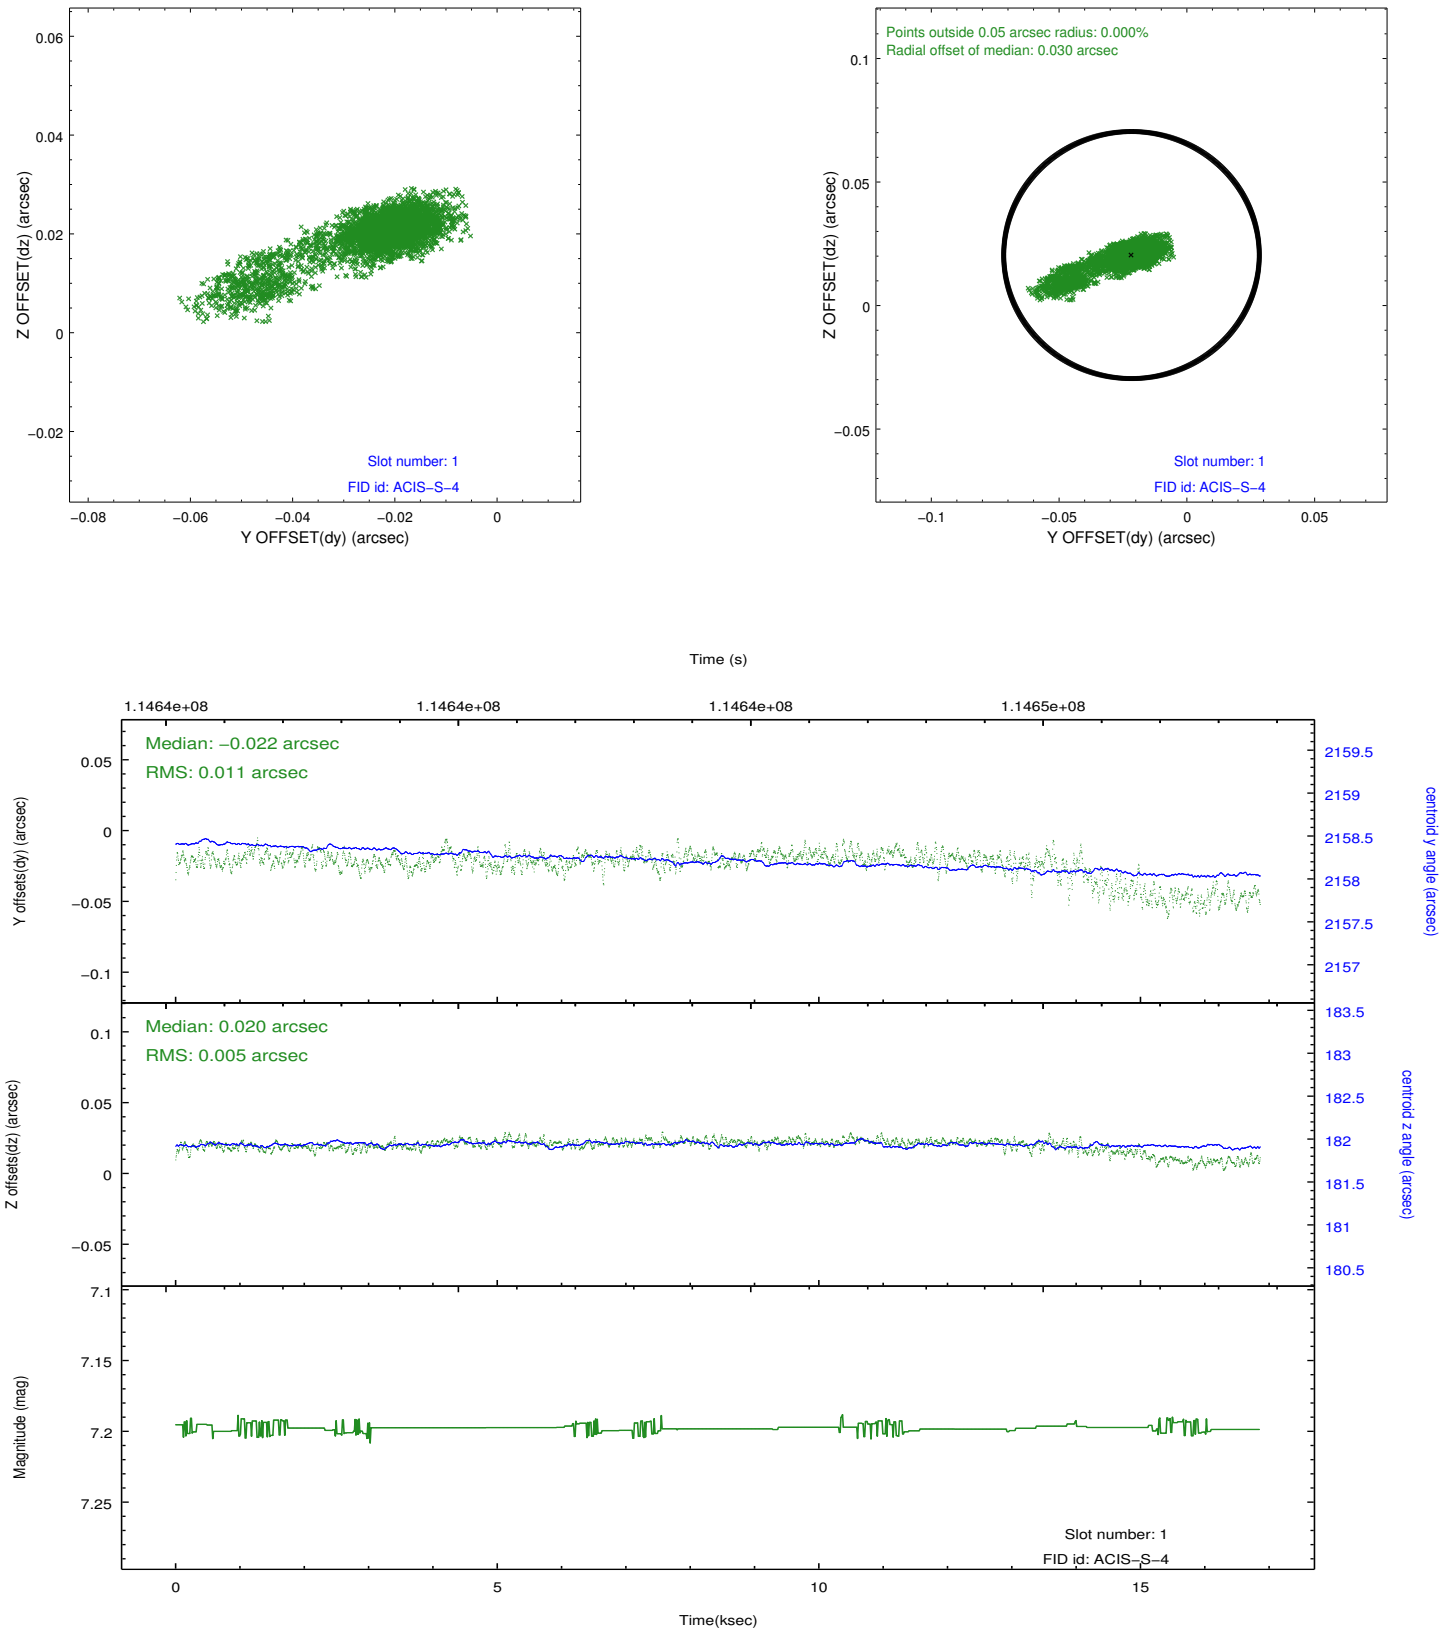 0.06
0.04
0.02
0
−0.02
Z OFFSET(dz) (arcsec)
Slot number: 1
FID id: ACIS−S−4
−0.08 −0.06 −0.04 −0.02 0
Y OFFSET(dy) (arcsec)
Points outside 0.05 arcsec radius: 0.000%
Radial offset of median: 0.030 arcsec
0.1
0.05
0
−0.05
Z OFFSET(dz) (arcsec)
Slot number: 1
FID id: ACIS−S−4
−0.1 −0.05 0 0.05
Y OFFSET(dy) (arcsec)
Time (s)
1.1464e+08 1.1464e+08 1.1464e+08 1.1465e+08
Median: −0.022 arcsec
RMS: 0.011 arcsec
0.05
0
−0.05
−0.1
Y offsets(dy) (arcsec)
2159.5
2159
2158.5
2158
2157.5
2157
centroid y angle (arcsec)
Median: 0.020 arcsec
RMS: 0.005 arcsec
0.1
0.05
0
−0.05
Z offsets(dz) (arcsec)
183.5
183
182.5
182
181.5
181
180.5
centroid z angle (arcsec)
7.1
7.15
7.2
7.25
Magnitude (mag)
Slot number: 1
FID id: ACIS−S−4
0 5 10 15
Time(ksec)